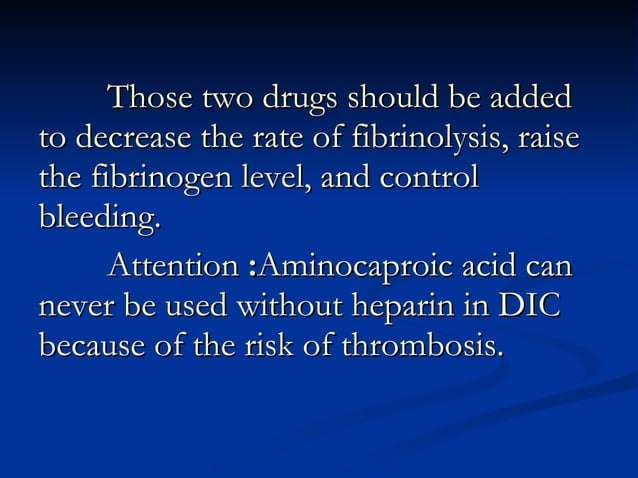 Those two drugs should be added
to decrease the rate of fibrinolysis, raise
the fibrinogen level, and control
bleeding.
Attention :Aminocaproic acid can
never be used without heparin in DIC
because of the risk of thrombosis.